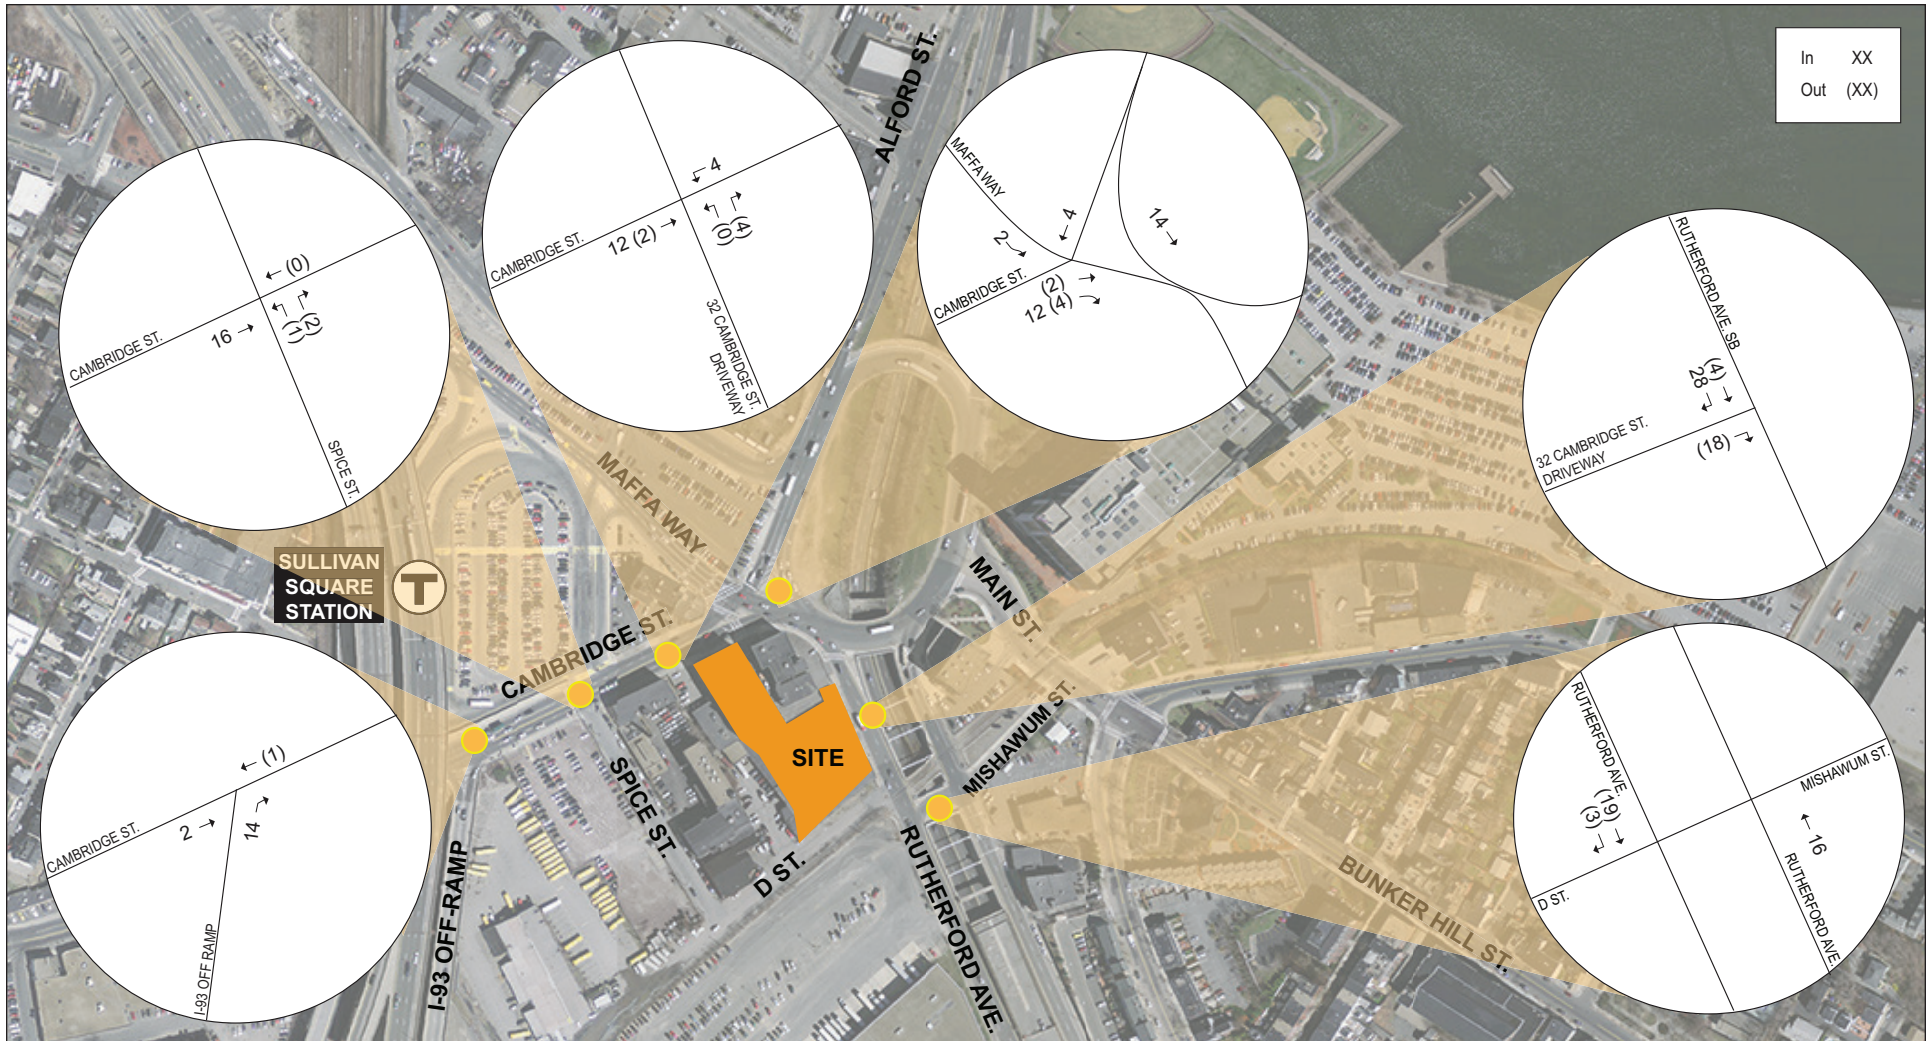 In XX
Out (XX)
ALFORD ST.
MAFFA WAY
CAMBRIDGE ST.
SPICE ST.
I-93 OFF-RAMP
D ST.
RUTHERFORD AVE.
MISHAWUM ST.
MAIN ST.
BUNKER HILL ST.
SITE
SULLIVAN
SQUARE
STATION
T
CAMBRIDGE ST.
SPICE ST.
(0)
16
(1)
(2)
CAMBRIDGE ST.
32 CAMBRIDGE ST.
DRIVEWAY
4
12 (2)
(0)
(4)
MAFFA WAY
CAMBRIDGE ST.
2
4
14
(2)
12 (4)
RUTHERFORD AVE. SB
32 CAMBRIDGE ST.
DRIVEWAY
(4)
28
(18)
CAMBRIDGE ST.
I-93 OFF RAMP
(1)
2
14
RUTHERFORD AVE.
MISHAWUM ST.
D ST.
RUTHERFORD AVE.
(19)
(3)
16